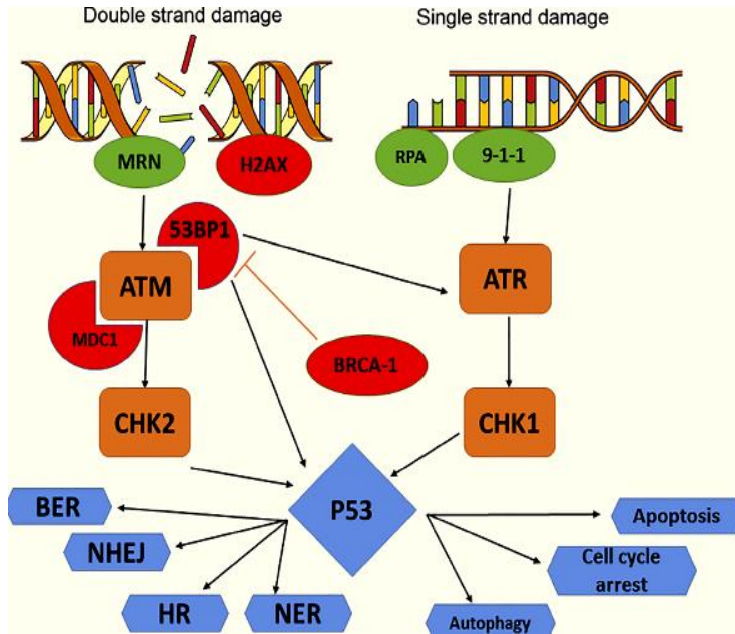 Double strand damage
Single strand damage
MRN
H2AX
RPA
9-1-1
53BP1
ATM
ATR
MDC1
BRCA-1
CHK2
CHK1
P53
BER
NHEJ
HR
NER
Apoptosis
Cell cycle
arrest
Autophagy